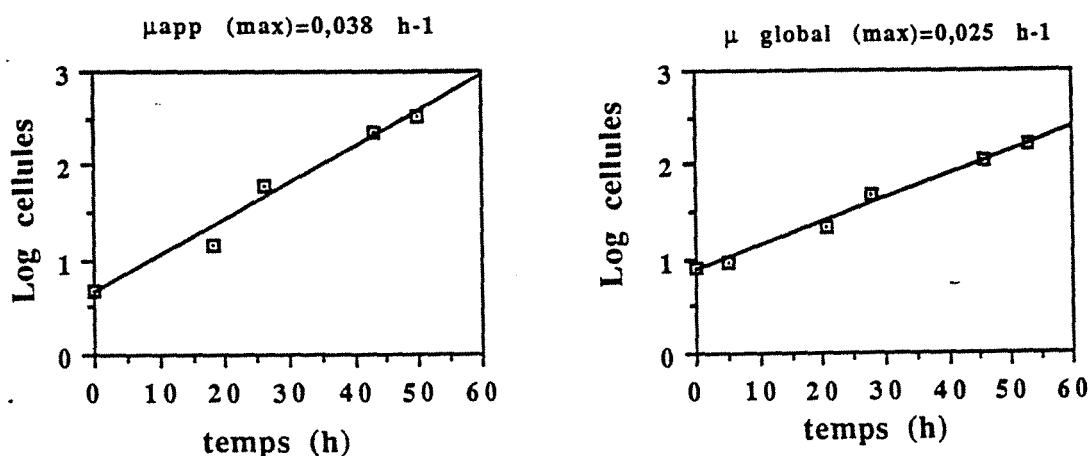 µapp (max)=0,038 h-1
3
2
1
0
Log cellules
0 10 20 30 40 50 60
temps (h)
µ global (max)=0,025 h-1
3
2
1
0
Log cellules
0 10 20 30 40 50 60
temps (h)